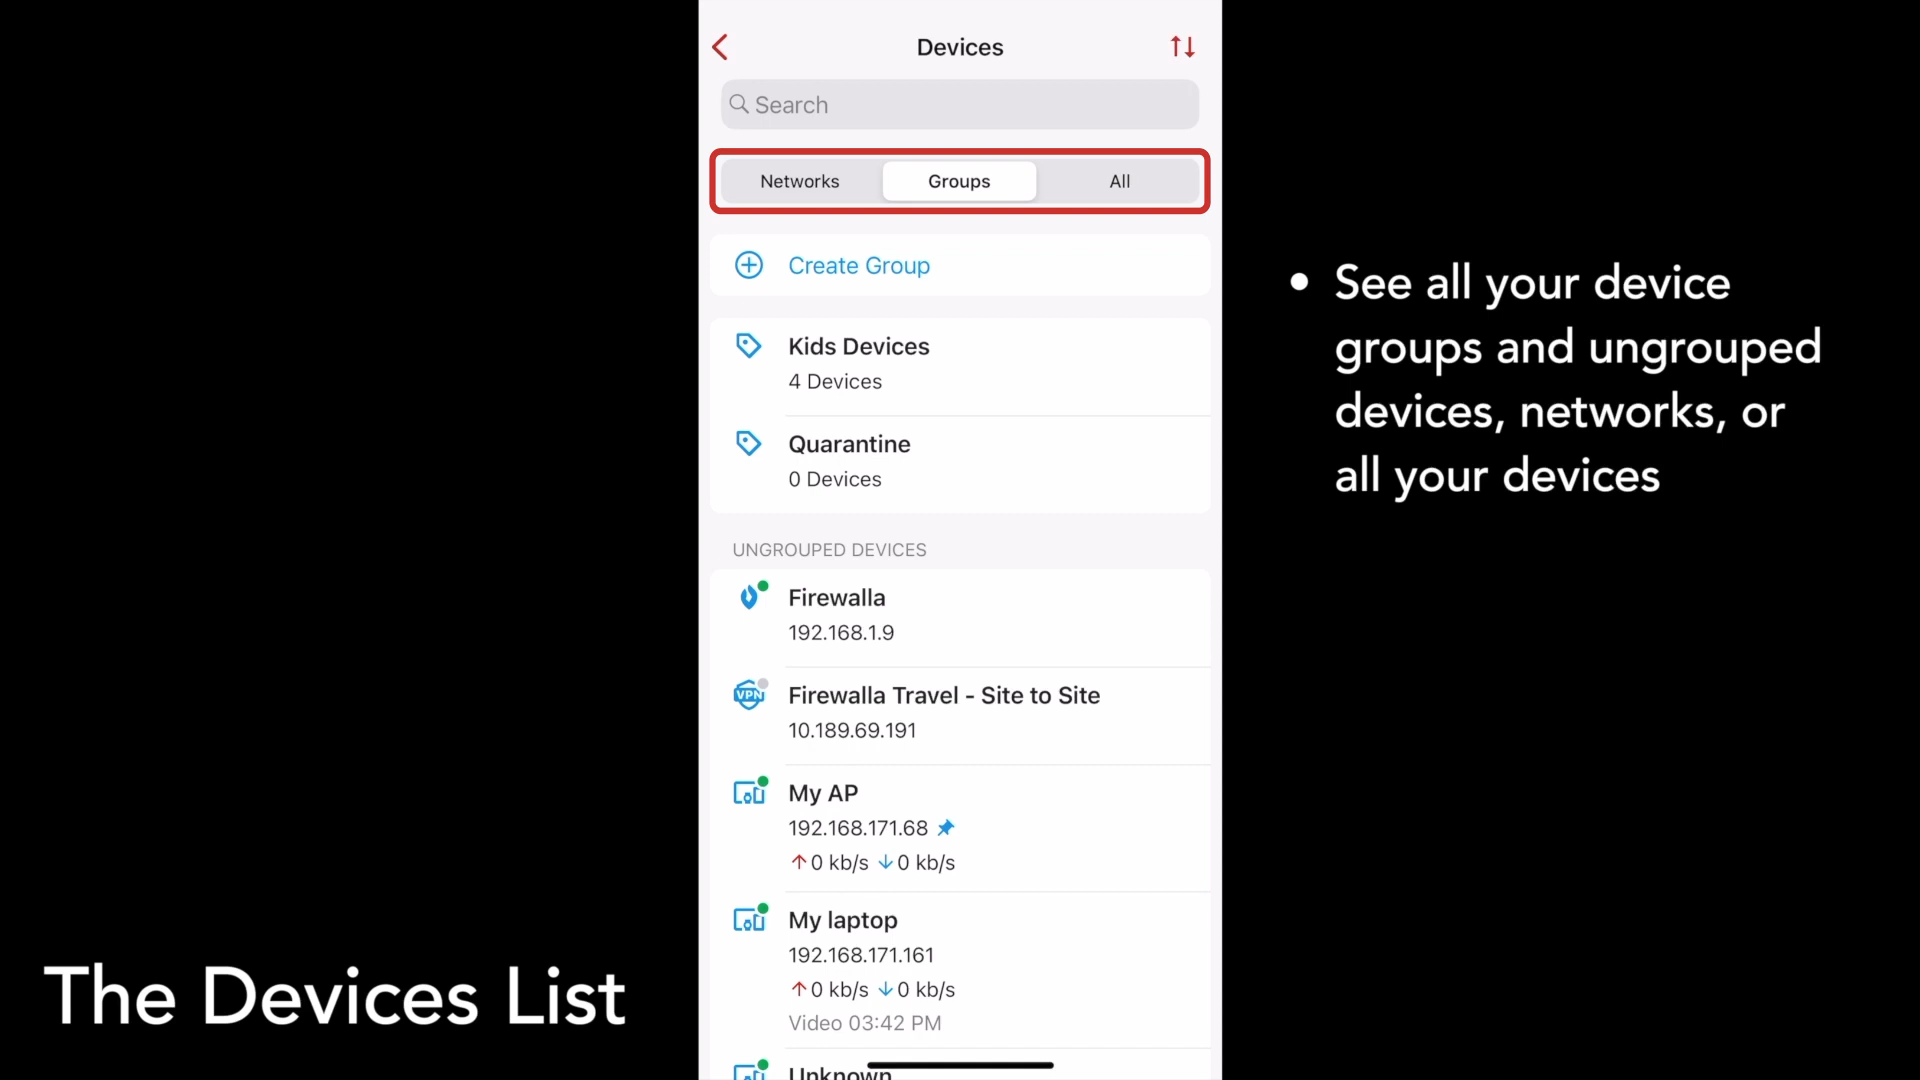 Devices
Search
Networks
Groups
All
Create Group
Kids Devices
4 Devices
Quarantine
0 Devices
UNGROUPED DEVICES
Firewalla
192.168.1.9
VPN
Firewalla Travel - Site to Site
10.189.69.191
My AP
192.168.171.68
↑0 kb/s ↓0 kb/s
My laptop
192.168.171.161
↑0 kb/s ↓0 kb/s
Video 03:42 PM
Unknown
• See all your device
groups and ungrouped
devices, networks, or
all your devices
The Devices List